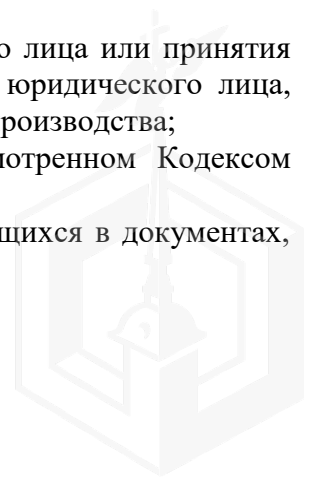 о лица или принятия
юридического лица,
роизводства;
мотренном Кодексом
щихся в документах,